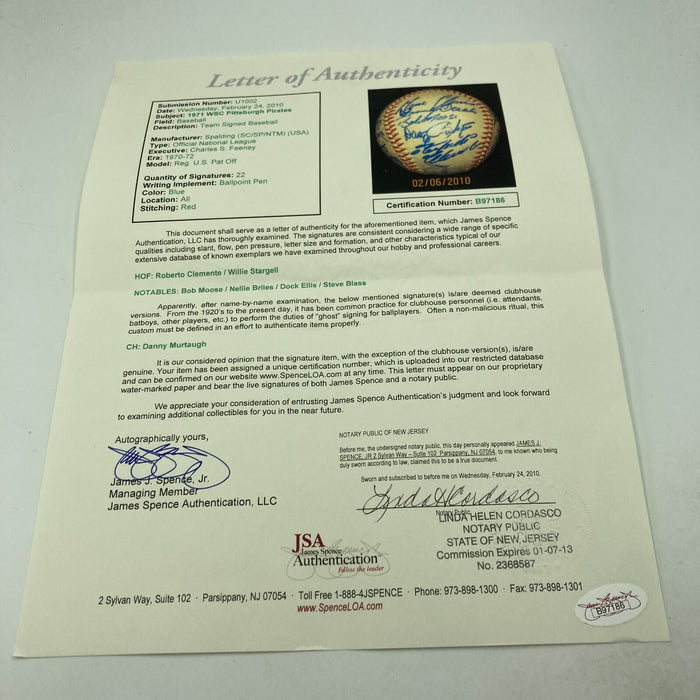 Letter of Authenticity
Submission Number: U1002
Date: Wednesday, February 24, 2010
Subject: 1971 WSC Pittsburgh Pirates
Field: Baseball
Description: Team Signed Baseball
Manufacturer: Spalding (SC/SP/NTM) (USA)
Type: Official National League
Executive: Charles S. Feeney
Era: 1970-72
Model: Reg. U.S. Pat Off
Quantity of Signatures: 22
Writing Implement: Ballpoint Pen
Color: Blue
Location: All
Stitching: Red
02/06/2010
Certification Number: B97186
This document shall serve as a letter of authenticity for the aforementioned item, which James Spence
Authentication, LLC has thoroughly examined. The signatures are consistent considering a wide range of specific
qualities including slant, flow, pen pressure, letter size and formation, and other characteristics typical of our
extensive database of known exemplars we have examined throughout our hobby and professional careers.
HOF: Roberto Clemente / Willie Stargell
NOTABLES: Bob Moose / Nellie Briles / Dock Ellis / Steve Blass
Apparently, after name-by-name examination, the below mentioned signature(s) is/are deemed clubhouse
versions. From the 1920's to the present day, it has been common practice for clubhouse personnel (i.e. attendants,
batboys, other players, etc.) to perform the duties of "ghost" signing for ballplayers. Often a non-malicious ritual, this
custom must be defined in an effort to authenticate items properly.
CH: Danny Murtaugh
It is our considered opinion that the signature item, with the exception of the clubhouse version(s), is/are
genuine. Your item has been assigned a unique certification number, which is uploaded into our restricted database
and can be confirmed on our website www.SpenceLOA.com at any time. This letter must appear on our proprietary
water-marked paper and bear the live signatures of both James Spence and a notary public.
We appreciate your consideration of entrusting James Spence Authentication's judgment and look forward
to examining additional collectibles for you in the near future.
Autographically yours,
James J. Spence, Jr.
Managing Member
James Spence Authentication, LLC
NOTARY PUBLIC OF NEW JERSEY
Before me, the undersigned notary public, this day personally appeared JAMES J.
SPENCE, JR 2 Sylvan Way – Suite 102, Parsippany, NJ 07054, to me known who being
duly sworn according to law, claimed this to be a true document.
Sworn and subscribed to before me on Wednesday, February 24, 2010.
Linda H Cordasco
Notary Public
LINDA HELEN CORDASCO
NOTARY PUBLIC
STATE OF NEW JERSEY
Commission Expires 01-07-13
No. 2368587
JSA
James Spence
Authentication
follow the leader
2 Sylvan Way, Suite 102 · Parsippany, NJ 07054 · Toll Free 1-888-4JSPENCE · Phone: 973-898-1300 · Fax: 973-898-1301
www.SpenceLOA.com
B97186